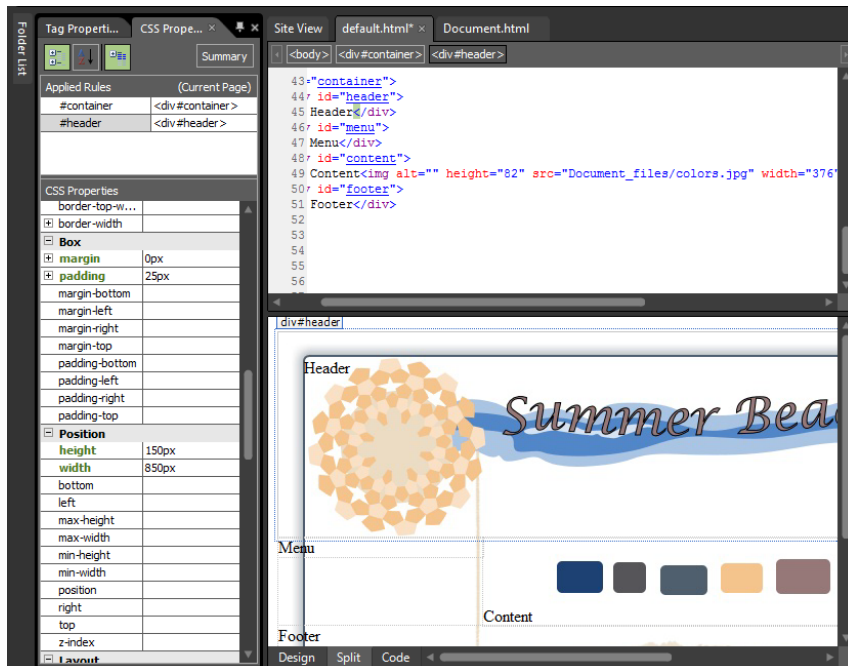 Folder List
Tag Properti... CSS Prope... ×
Summary
Applied Rules (Current Page)
#container <div#container>
#header <div#header>
CSS Properties
border-top-w...
border-width
Box
margin 0px
padding 25px
margin-bottom
margin-left
margin-right
margin-top
padding-bottom
padding-left
padding-right
padding-top
Position
height 150px
width 850px
bottom
left
max-height
max-width
min-height
min-width
position
right
top
z-index
Layout
Site View default.html* × Document.html
<body> <div#container> <div#header>
43 ="container">
44 id="header">
45 Header</div>
46 id="menu">
47 Menu</div>
48 id="content">
49 Content<img alt="" height="82" src="Document_files/colors.jpg" width="376"
50 id="footer">
51 Footer</div>
52
53
54
55
56
div#header
Header
Summer Bea
Menu
Content
Footer
Design Split Code